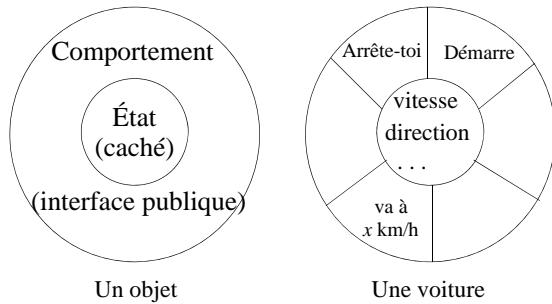 Comportement
État
(caché)
(interface publique)
Un objet
Arrête-toi
Démarre
vitesse
direction
. . .
va à
x km/h
Une voiture